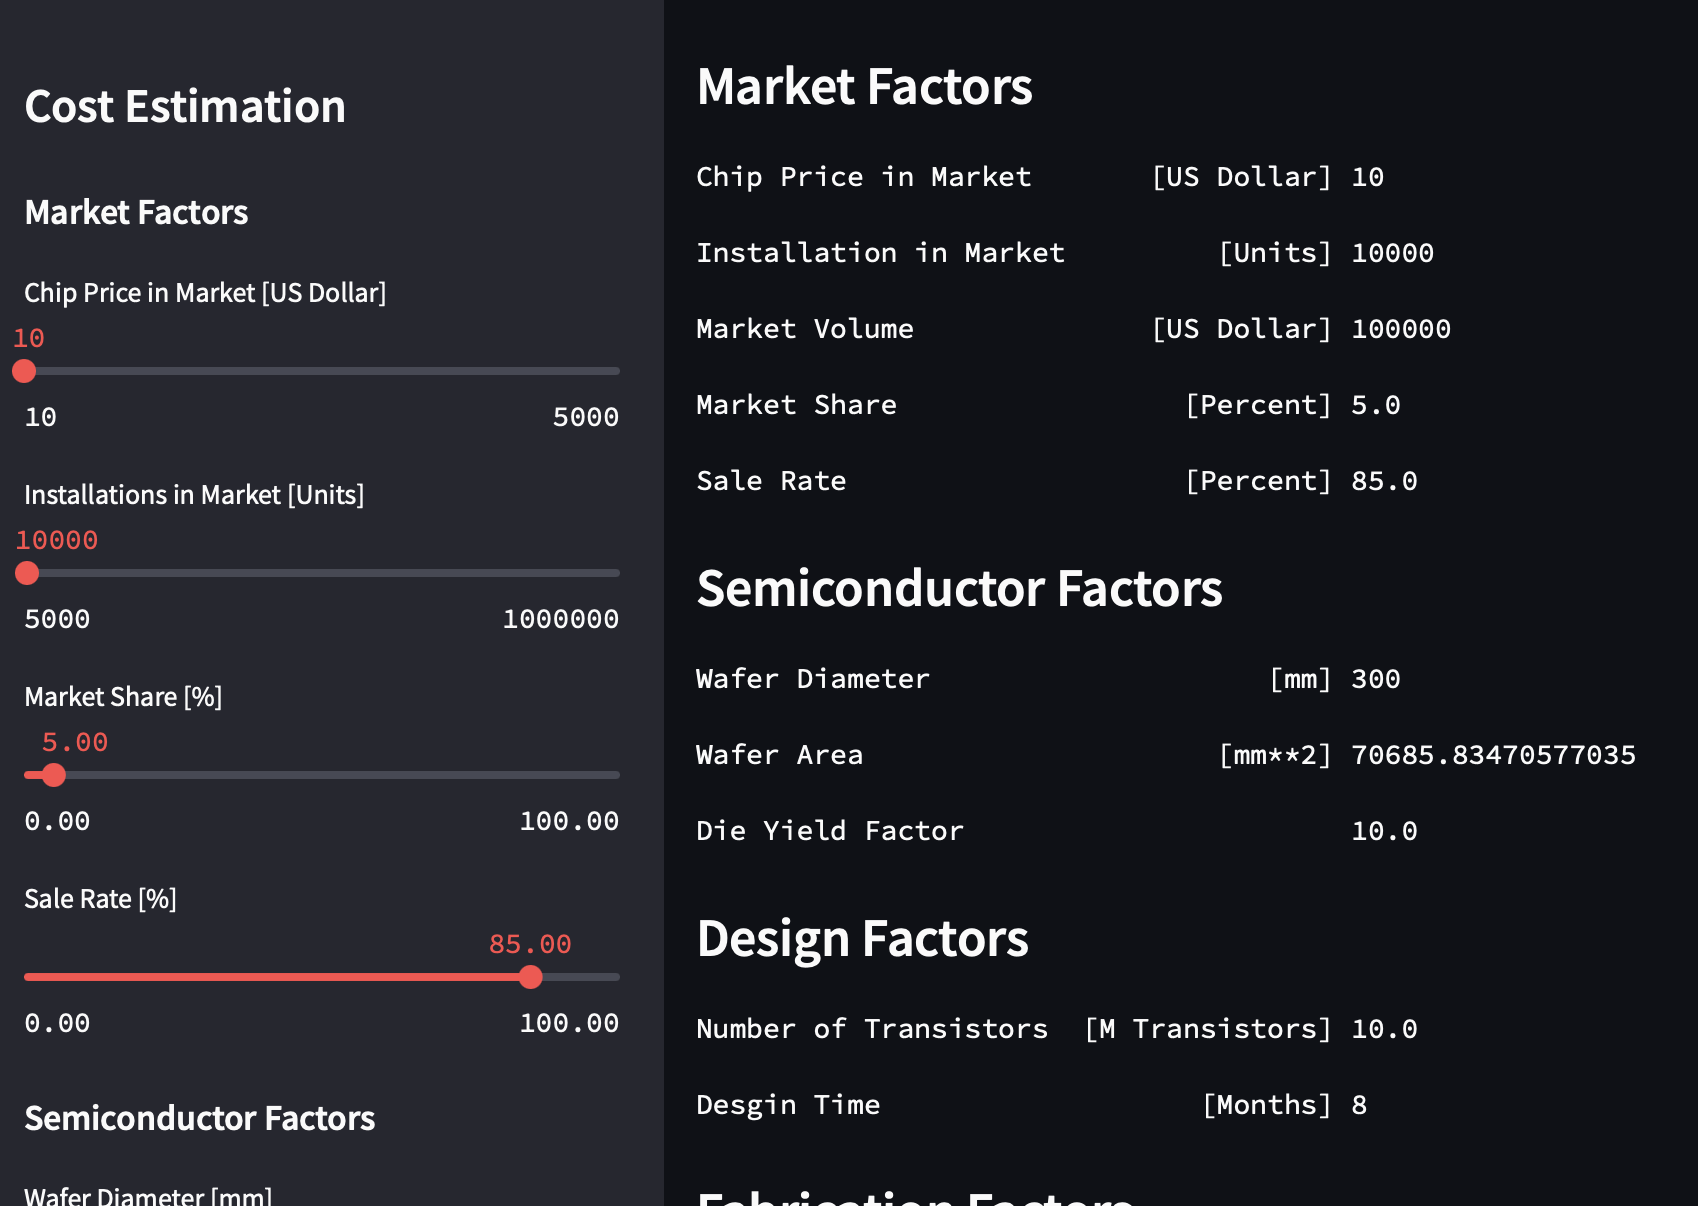 Cost Estimation
Market Factors
Chip Price in Market [US Dollar]
10
10 5000
Installations in Market [Units]
10000
5000 1000000
Market Share [%]
5.00
0.00 100.00
Sale Rate [%]
85.00
0.00 100.00
Semiconductor Factors
Wafer Diameter [mm]
Market Factors
Chip Price in Market [US Dollar] 10
Installation in Market [Units] 10000
Market Volume [US Dollar] 100000
Market Share [Percent] 5.0
Sale Rate [Percent] 85.0
Semiconductor Factors
Wafer Diameter [mm] 300
Wafer Area [mm**2] 70685.83470577035
Die Yield Factor 10.0
Design Factors
Number of Transistors [M Transistors] 10.0
Desgin Time [Months] 8
Fabrication Factors